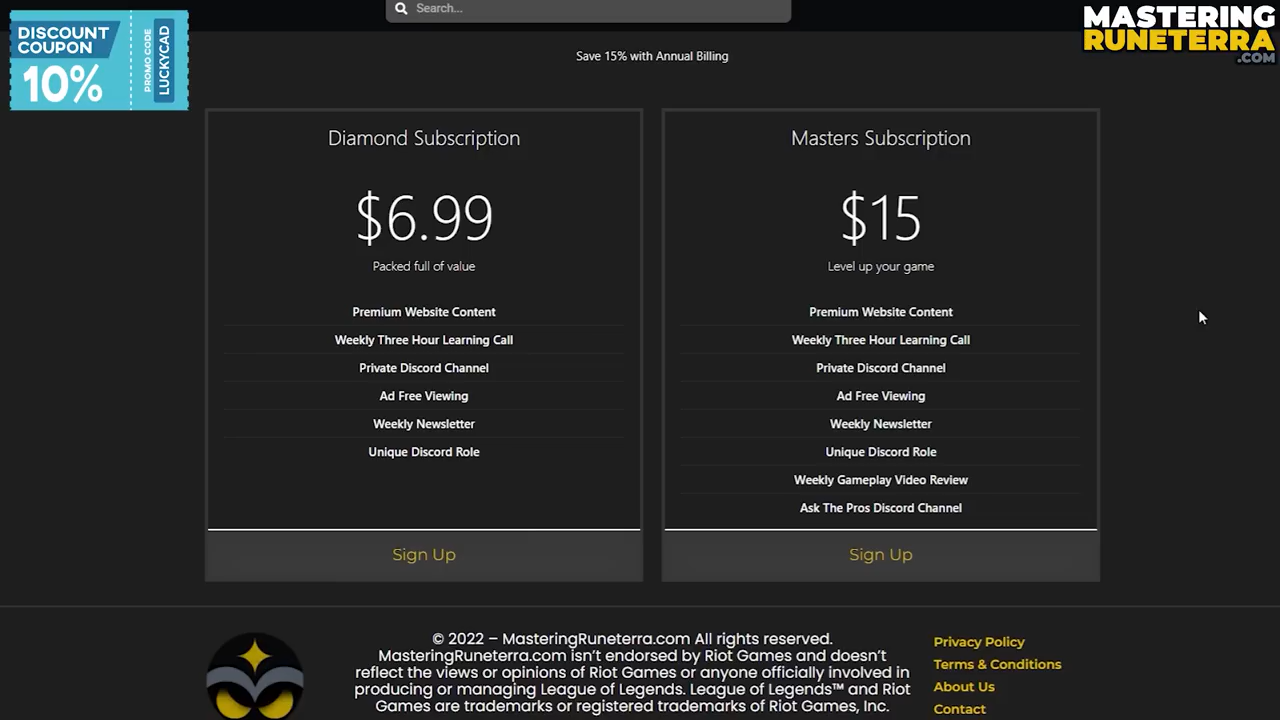 Search...
DISCOUNT
COUPON
10%
PROMO CODE
LUCKYCAD
MASTERING
RUNETERRA
.COM
Save 15% with Annual Billing
Diamond Subscription
$6.99
Packed full of value
Premium Website Content
Weekly Three Hour Learning Call
Private Discord Channel
Ad Free Viewing
Weekly Newsletter
Unique Discord Role
Sign Up
Masters Subscription
$15
Level up your game
Premium Website Content
Weekly Three Hour Learning Call
Private Discord Channel
Ad Free Viewing
Weekly Newsletter
Unique Discord Role
Weekly Gameplay Video Review
Ask The Pros Discord Channel
Sign Up
© 2022 – MasteringRuneterra.com All rights reserved.
MasteringRuneterra.com isn't endorsed by Riot Games and doesn't
reflect the views or opinions of Riot Games or anyone officially involved in
producing or managing League of Legends. League of Legends™ and Riot
Games are trademarks or registered trademarks of Riot Games, Inc.
Privacy Policy
Terms & Conditions
About Us
Contact